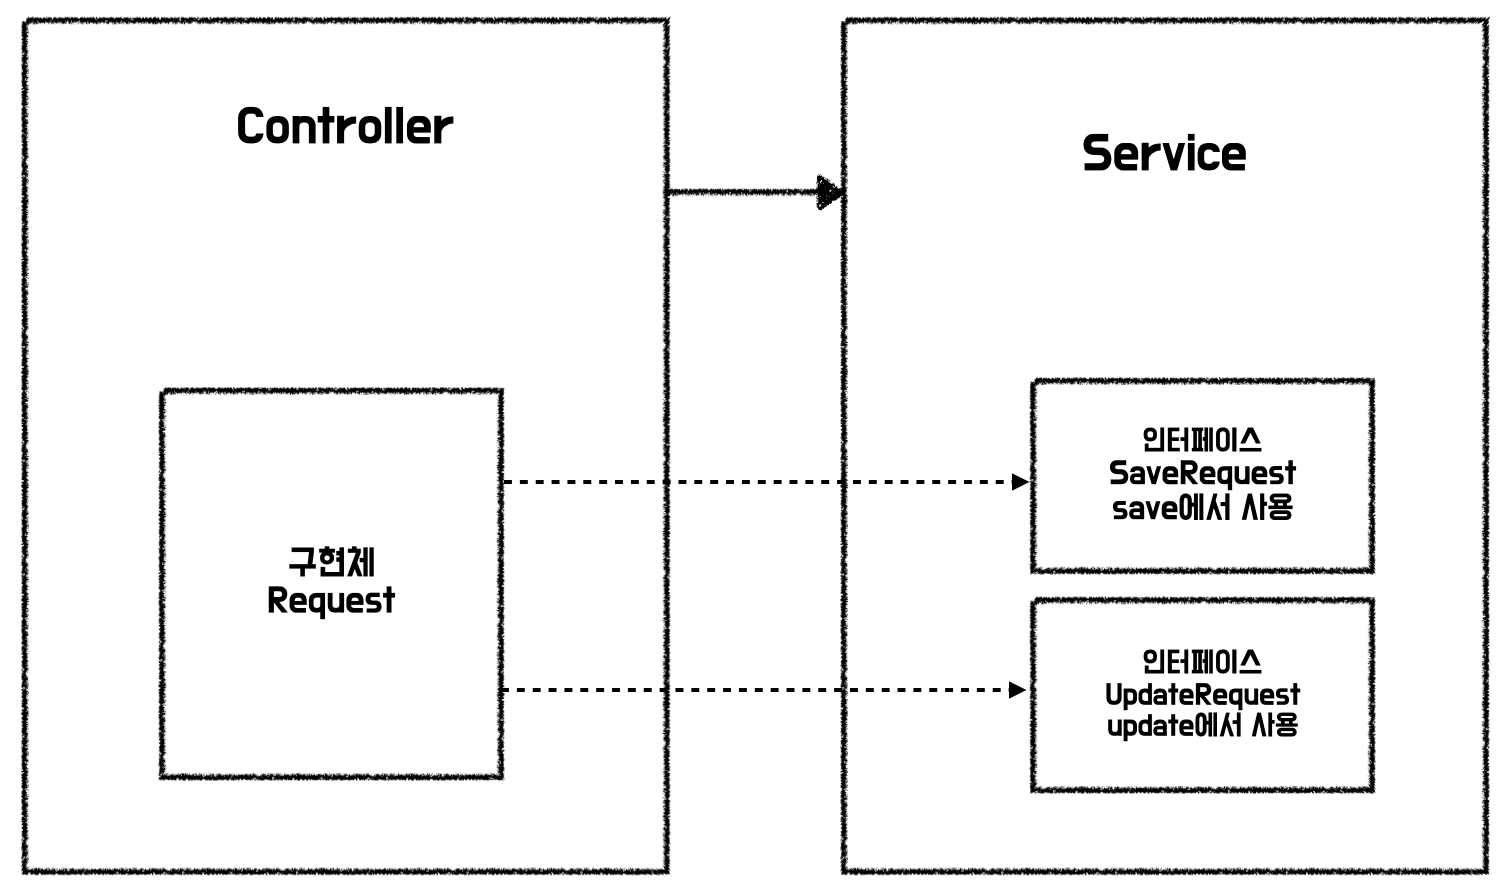 Controller
Service
구현체
Request
인터페이스
SaveRequest
save에서 사용
인터페이스
UpdateRequest
update에서 사용